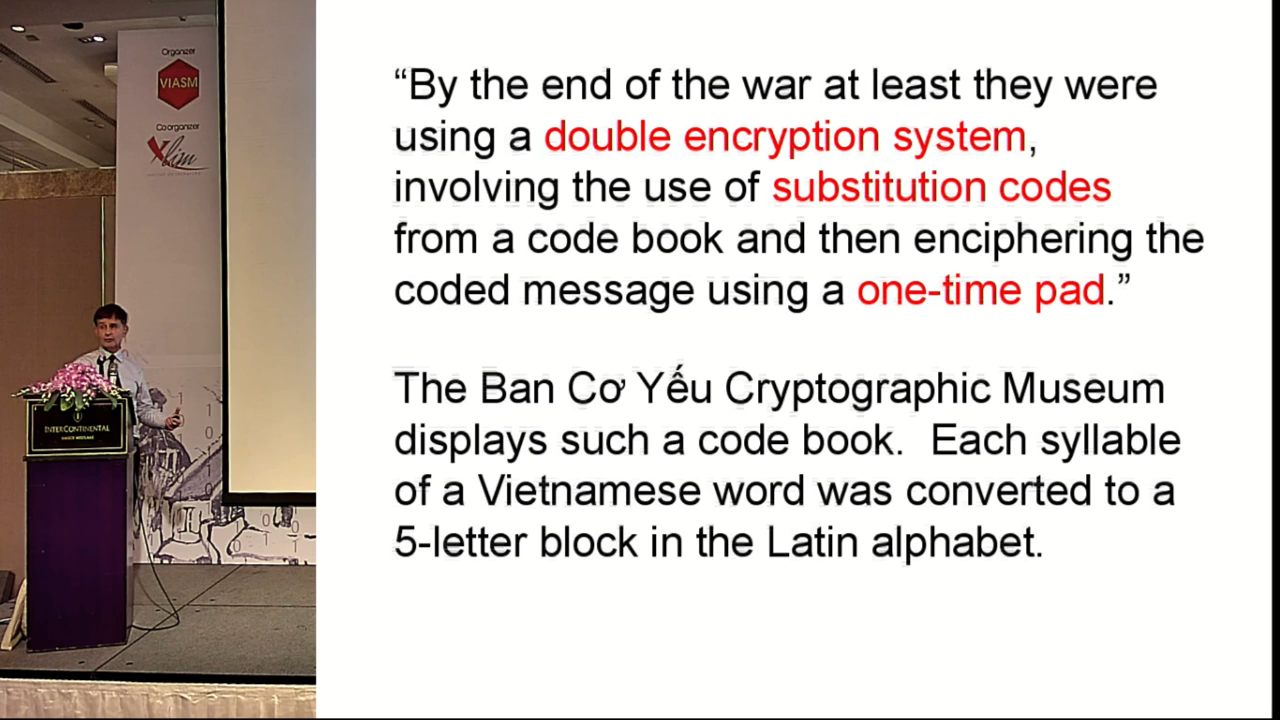 Organizer
VIASM
Coorganizer
Xlim
INTERCONTINENTAL
“By the end of the war at least they were
using a double encryption system,
involving the use of substitution codes
from a code book and then enciphering the
coded message using a one-time pad.”
The Ban Cơ Yếu Cryptographic Museum
displays such a code book.  Each syllable
of a Vietnamese word was converted to a
5-letter block in the Latin alphabet.